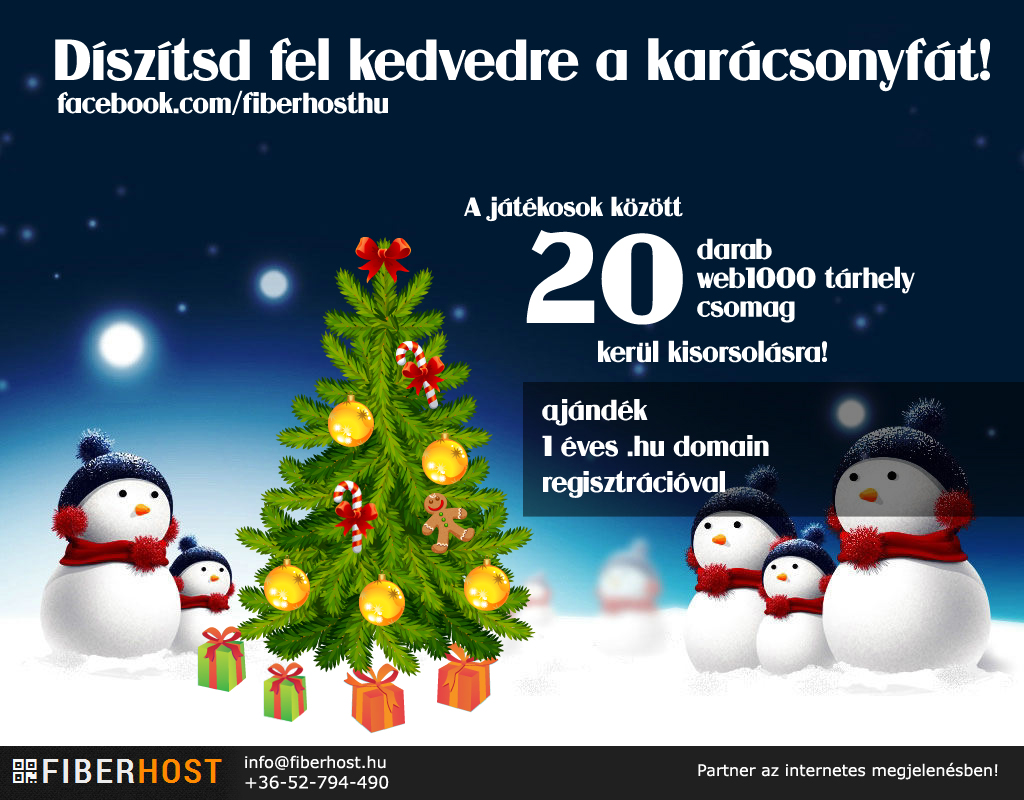 Díszítsd fel kedvedre a karácsonyfát!
facebook.com/fiberhosthu
A játékosok között
20
darab
web1000 tárhely
csomag
kerül kisorsolásra!
ajándék
1 éves .hu domain
regisztrációval
FIBERHOST
info@fiberhost.hu
+36-52-794-490
Partner az internetes megjelenésben!